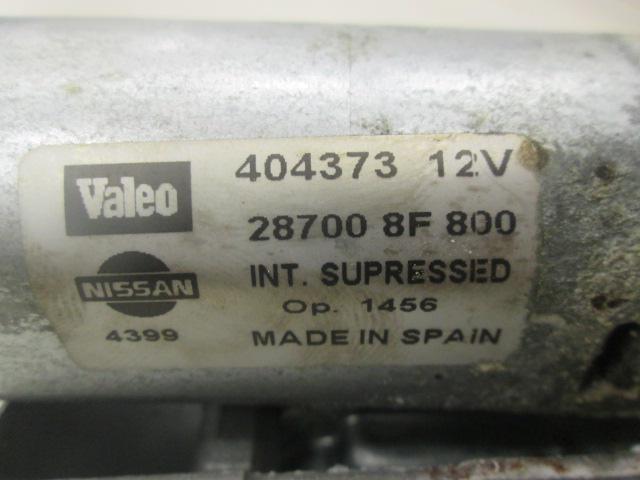 Valeo
404373 12V
28700 8F 800
NISSAN
INT. SUPRESSED
Op. 1456
4399
MADE IN SPAIN